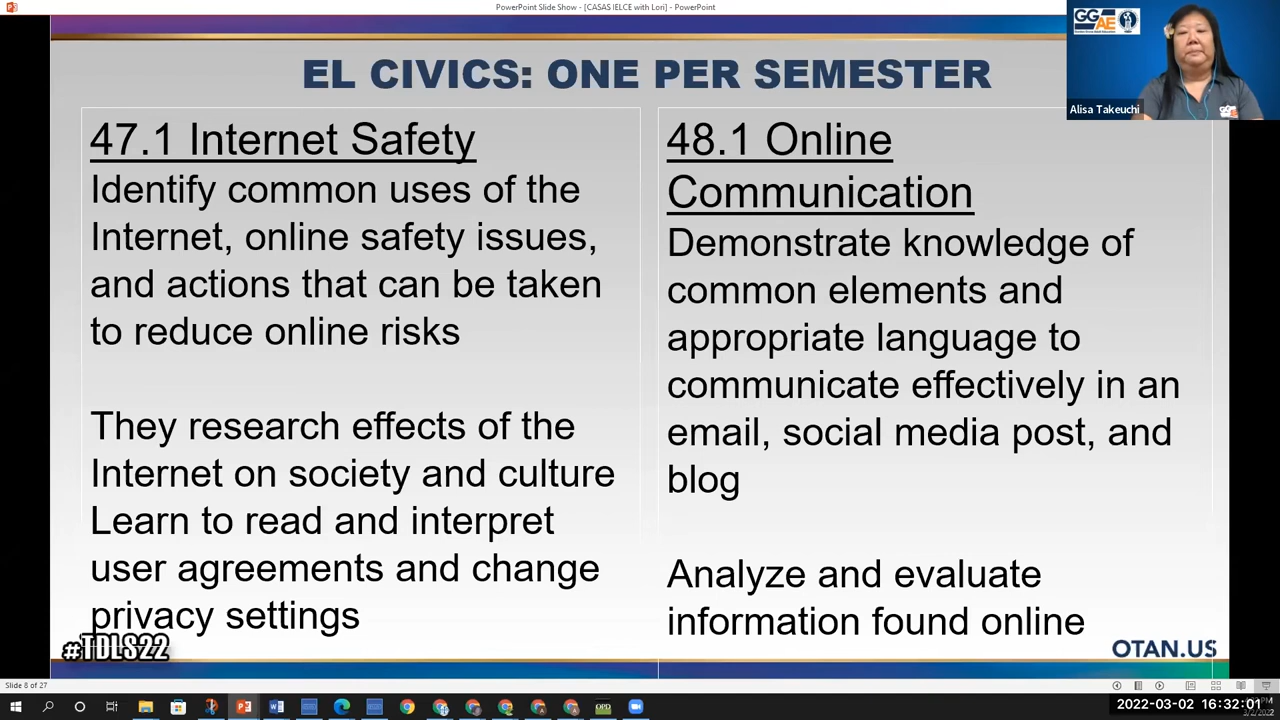 PowerPoint Slide Show - [CASAS IELCE with Lori] - PowerPoint
GG
AE
Alisa Takeuchi
EL CIVICS: ONE PER SEMESTER
47.1 Internet Safety
Identify common uses of the
Internet, online safety issues,
and actions that can be taken
to reduce online risks
They research effects of the
Internet on society and culture
Learn to read and interpret
user agreements and change
privacy settings
48.1 Online
Communication
Demonstrate knowledge of
common elements and
appropriate language to
communicate effectively in an
email, social media post, and
blog
Analyze and evaluate
information found online
#TDLS22
OTAN.US
Slide 8 of 27
OPD
2022-03-02 16:32:01